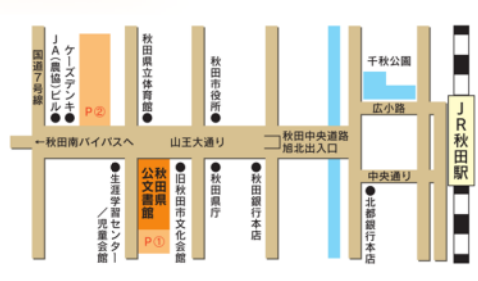 国道7号線
JA(農協)ビル●
ケーズデンキ●
P②
秋田県立体育館●
秋田市役所●
千秋公園
広小路
JR秋田駅
←秋田南バイパスへ
山王大通り
秋田中央道路
旭北出入口
中央通り
●生涯学習センター
／児童会館
秋田県
公文書館
P①
●旧秋田市文化会館
●秋田県庁
●秋田銀行本店
●北都銀行本店